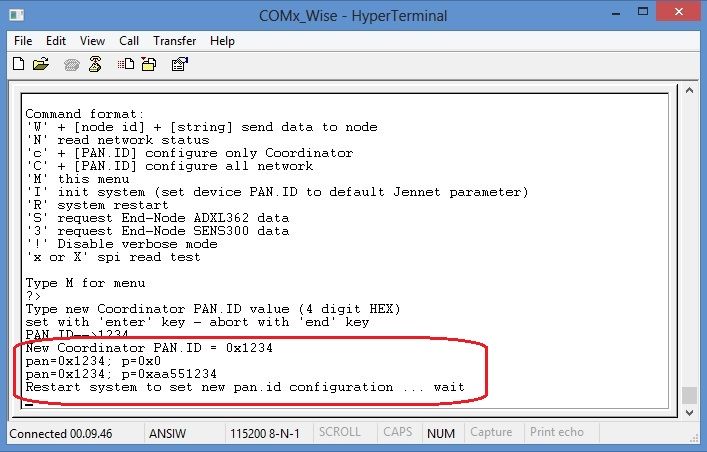 COMx_Wise - HyperTerminal
File Edit View Call Transfer Help
Command format:
'W' + [node id] + [string] send data to node
'N' read network status
'c' + [PAN.ID] configure only Coordinator
'C' + [PAN.ID] configure all network
'M' this menu
'I' init system (set device PAN.ID to default Jennet parameter)
'R' system restart
'S' request End-Node ADXL362 data
'3' request End-Node SENS300 data
'!' Disable verbose mode
'x or X' spi read test
Type M for menu
?>
Type new Coordinator PAN.ID value (4 digit HEX)
set with 'enter' key - abort with 'end' key
PAN.ID-->1234
New Coordinator PAN.ID = 0x1234
pan=0x1234; p=0x0
pan=0x1234; p=0xaa551234
Restart system to set new pan.id configuration ... wait
Connected 00.09.46 ANSIW 115200 8-N-1 SCROLL CAPS NUM Capture Print echo